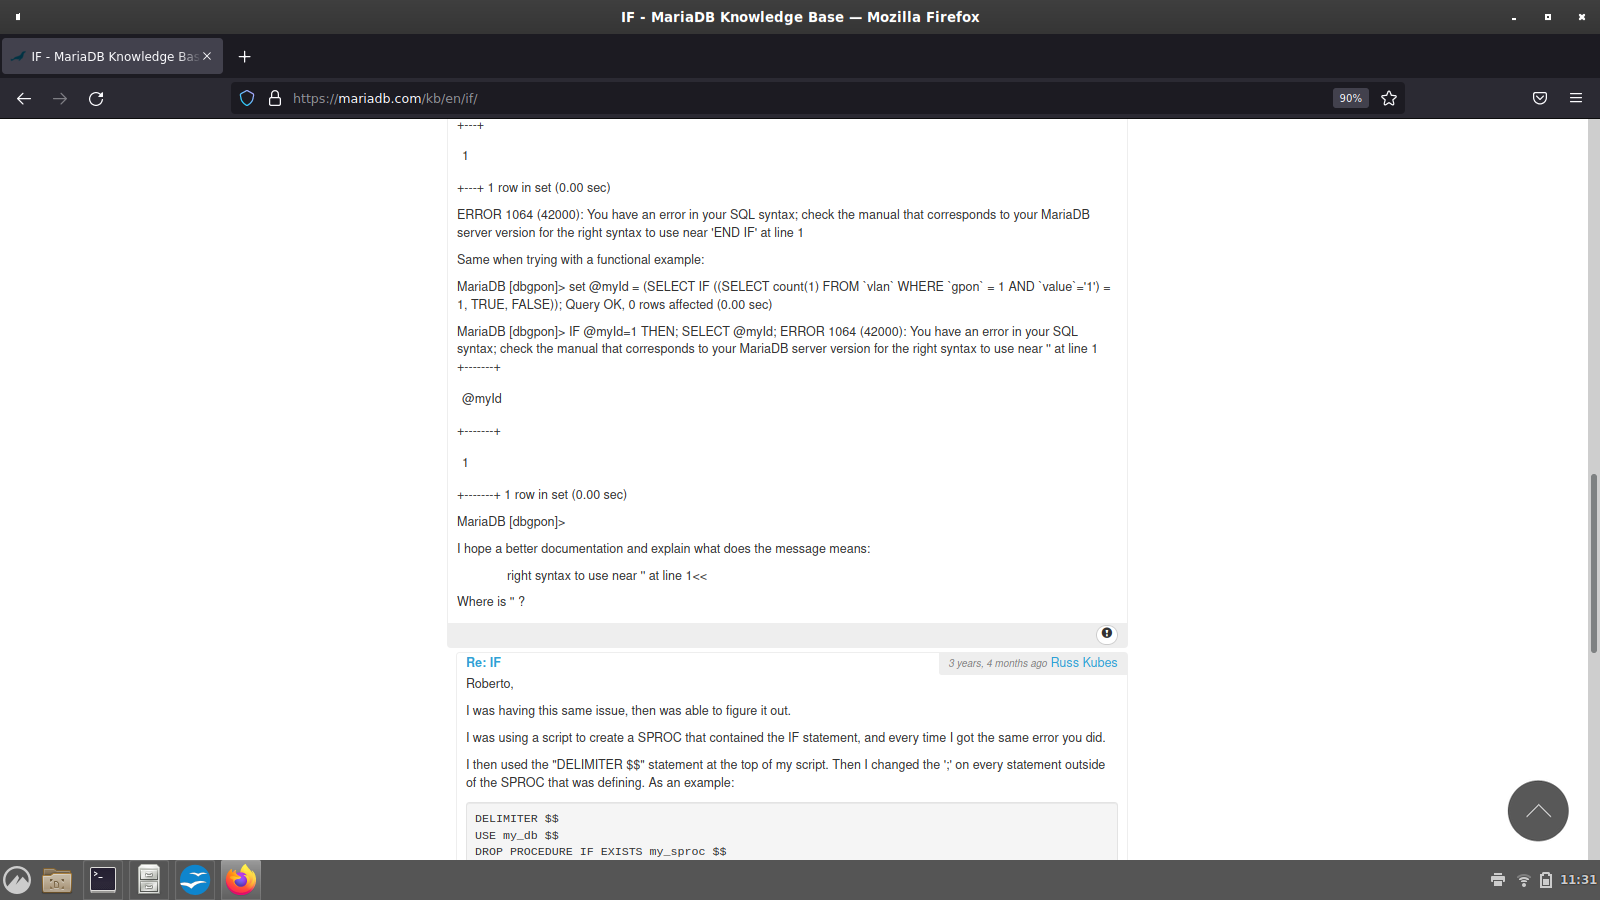 IF - MariaDB Knowledge Base — Mozilla Firefox
IF - MariaDB Knowledge Bas
https://mariadb.com/kb/en/if/
90%
+---+
1
+---+ 1 row in set (0.00 sec)
ERROR 1064 (42000): You have an error in your SQL syntax; check the manual that corresponds to your MariaDB
server version for the right syntax to use near 'END IF' at line 1
Same when trying with a functional example:
MariaDB [dbgpon]> set @myId = (SELECT IF ((SELECT count(1) FROM `vlan` WHERE `gpon` = 1 AND `value`='1') =
1, TRUE, FALSE)); Query OK, 0 rows affected (0.00 sec)
MariaDB [dbgpon]> IF @myId=1 THEN; SELECT @myId; ERROR 1064 (42000): You have an error in your SQL
syntax; check the manual that corresponds to your MariaDB server version for the right syntax to use near '' at line 1
+-------+
@myId
+-------+
1
+-------+ 1 row in set (0.00 sec)
MariaDB [dbgpon]>
I hope a better documentation and explain what does the message means:
right syntax to use near '' at line 1<<
Where is '' ?
Re: IF
3 years, 4 months ago Russ Kubes
Roberto,
I was having this same issue, then was able to figure it out.
I was using a script to create a SPROC that contained the IF statement, and every time I got the same error you did.
I then used the "DELIMITER $$" statement at the top of my script. Then I changed the ';' on every statement outside
of the SPROC that was defining. As an example:
DELIMITER $$
USE my_db $$
DROP PROCEDURE IF EXISTS my_sproc $$
11:31